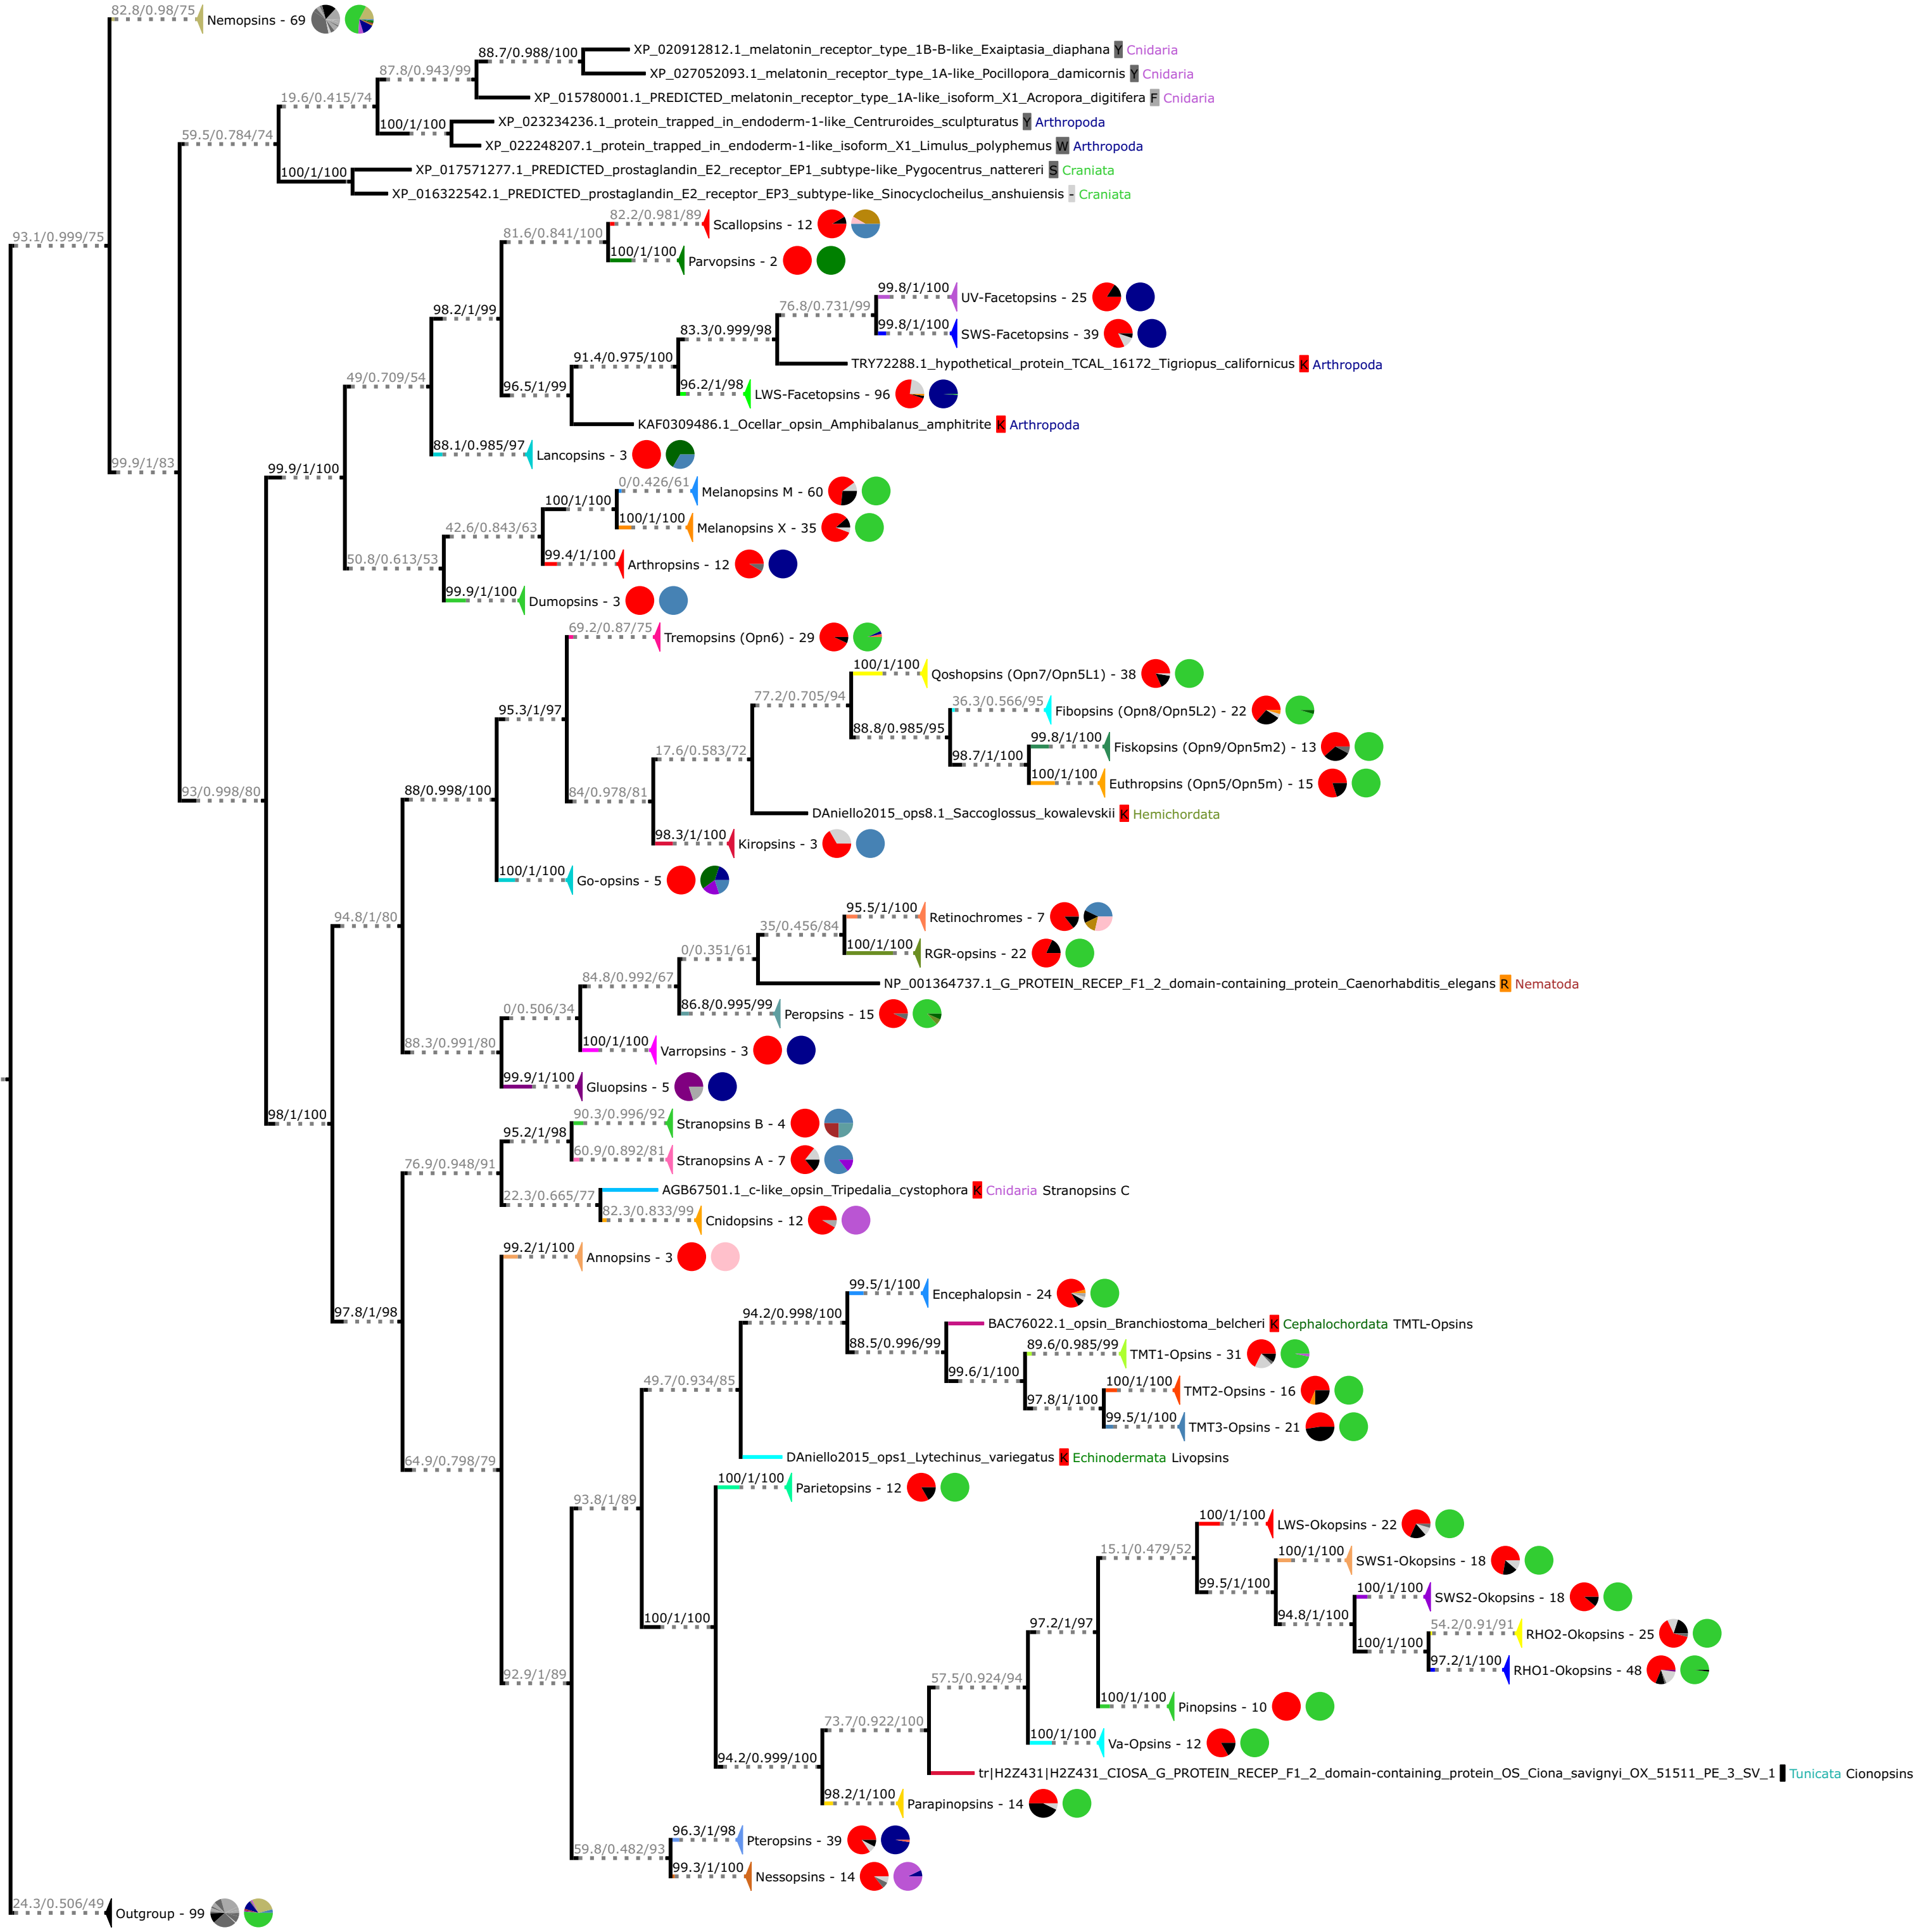 82.8/0.98/75 Nemopsins - 69
88.7/0.988/100 XP_020912812.1_melatonin_receptor_type_1B-B-like_Exaiptasia_diaphana Y Cnidaria
87.8/0.943/99 XP_027052093.1_melatonin_receptor_type_1A-like_Pocillopora_damicornis Y Cnidaria
19.6/0.415/74 XP_015780001.1_PREDICTED_melatonin_receptor_type_1A-like_isoform_X1_Acropora_digitifera F Cnidaria
100/1/100 XP_023234236.1_protein_trapped_in_endoderm-1-like_Centruroides_sculpturatus Y Arthropoda
59.5/0.784/74 XP_022248207.1_protein_trapped_in_endoderm-1-like_isoform_X1_Limulus_polyphemus W Arthropoda
100/1/100 XP_017571277.1_PREDICTED_prostaglandin_E2_receptor_EP1_subtype-like_Pygocentrus_nattereri S Craniata
XP_016322542.1_PREDICTED_prostaglandin_E2_receptor_EP3_subtype-like_Sinocyclocheilus_anshuiensis - Craniata
82.2/0.981/89 Scallopsins - 12
93.1/0.999/75 81.6/0.841/100
100/1/100 Parvopsins - 2
99.8/1/100 UV-Facetopsins - 25
98.2/1/99 76.8/0.731/99
99.8/1/100 SWS-Facetopsins - 39
83.3/0.999/98
91.4/0.975/100 TRY72288.1_hypothetical_protein_TCAL_16172_Tigriopus_californicus K Arthropoda
49/0.709/54 96.5/1/99 96.2/1/98 LWS-Facetopsins - 96
KAF0309486.1_Ocellar_opsin_Amphibalanus_amphitrite K Arthropoda
88.1/0.985/97 Lancopsins - 3
99.9/1/83 99.9/1/100
0/0.426/61 Melanopsins M - 60
100/1/100
100/1/100 Melanopsins X - 35
42.6/0.843/63
50.8/0.613/53 99.4/1/100 Arthropsins - 12
99.9/1/100 Dumopsins - 3
69.2/0.87/75 Tremopsins (Opn6) - 29
100/1/100 Qoshopsins (Opn7/Opn5L1) - 38
77.2/0.705/94 36.3/0.566/95 Fibopsins (Opn8/Opn5L2) - 22
95.3/1/97 88.8/0.985/95
99.8/1/100 Fiskopsins (Opn9/Opn5m2) - 13
17.6/0.583/72 98.7/1/100
100/1/100 Euthropsins (Opn5/Opn5m) - 15
93/0.998/80 88/0.998/100 84/0.978/81
DAniello2015_ops8.1_Saccoglossus_kowalevskii K Hemichordata
98.3/1/100 Kiropsins - 3
100/1/100 Go-opsins - 5
95.5/1/100 Retinochromes - 7
94.8/1/80 35/0.456/84
100/1/100 RGR-opsins - 22
0/0.351/61
84.8/0.992/67 NP_001364737.1_G_PROTEIN_RECEP_F1_2_domain-containing_protein_Caenorhabditis_elegans R Nematoda
0/0.506/34 86.8/0.995/99 Peropsins - 15
88.3/0.991/80 100/1/100 Varropsins - 3
99.9/1/100 Gluopsins - 5
98/1/100 90.3/0.996/92 Stranopsins B - 4
95.2/1/98
60.9/0.892/81 Stranopsins A - 7
76.9/0.948/91
22.3/0.665/77 AGB67501.1_c-like_opsin_Tripedalia_cystophora K Cnidaria Stranopsins C
82.3/0.833/99 Cnidopsins - 12
99.2/1/100 Annopsins - 3
99.5/1/100 Encephalopsin - 24
97.8/1/98 94.2/0.998/100
BAC76022.1_opsin_Branchiostoma_belcheri K Cephalochordata TMTL-Opsins
88.5/0.996/99 89.6/0.985/99 TMT1-Opsins - 31
99.6/1/100
49.7/0.934/85 100/1/100 TMT2-Opsins - 16
97.8/1/100
99.5/1/100 TMT3-Opsins - 21
64.9/0.798/79 DAniello2015_ops1_Lytechinus_variegatus K Echinodermata Livopsins
100/1/100 Parietopsins - 12
93.8/1/89
100/1/100 LWS-Okopsins - 22
15.1/0.479/52 100/1/100 SWS1-Okopsins - 18
99.5/1/100
100/1/100 SWS2-Okopsins - 18
100/1/100 97.2/1/97 94.8/1/100
54.2/0.91/91 RHO2-Okopsins - 25
100/1/100
97.2/1/100 RHO1-Okopsins - 48
92.9/1/89 57.5/0.924/94
100/1/100 Pinopsins - 10
73.7/0.922/100
100/1/100 Va-Opsins - 12
94.2/0.999/100
tr|H2Z431|H2Z431_CIOSA_G_PROTEIN_RECEP_F1_2_domain-containing_protein_OS_Ciona_savignyi_OX_51511_PE_3_SV_1 Tunicata Cionopsins
98.2/1/100 Parapinopsins - 14
96.3/1/98 Pteropsins - 39
59.8/0.482/93
99.3/1/100 Nessopsins - 14
24.3/0.506/49 Outgroup - 99